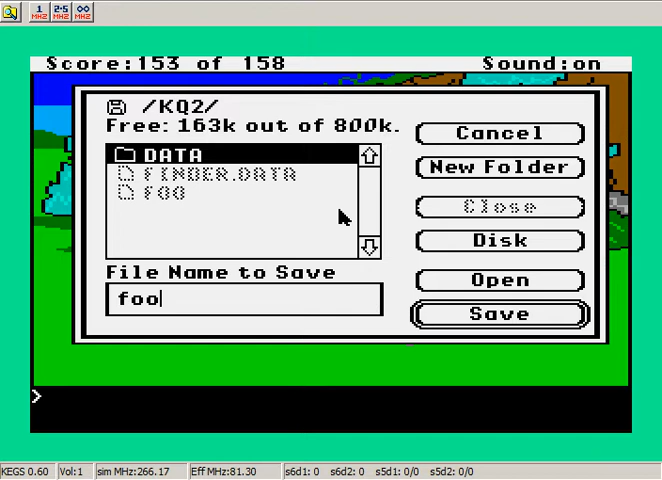 1 MHZ 2·5 MHZ ∞ MHZ
Score:153 of 158 Sound:on
/KQ2/
Free: 163k out of 800k.
DATA
FINDER.DATA
FOO
File Name to Save
foo
Cancel
New Folder
Close
Disk
Open
Save
>
KEGS 0.60 Vol:1 sim MHz:266.17 Eff MHz:81.30 s6d1: 0 s6d2: 0 s5d1: 0/0 s5d2: 0/0